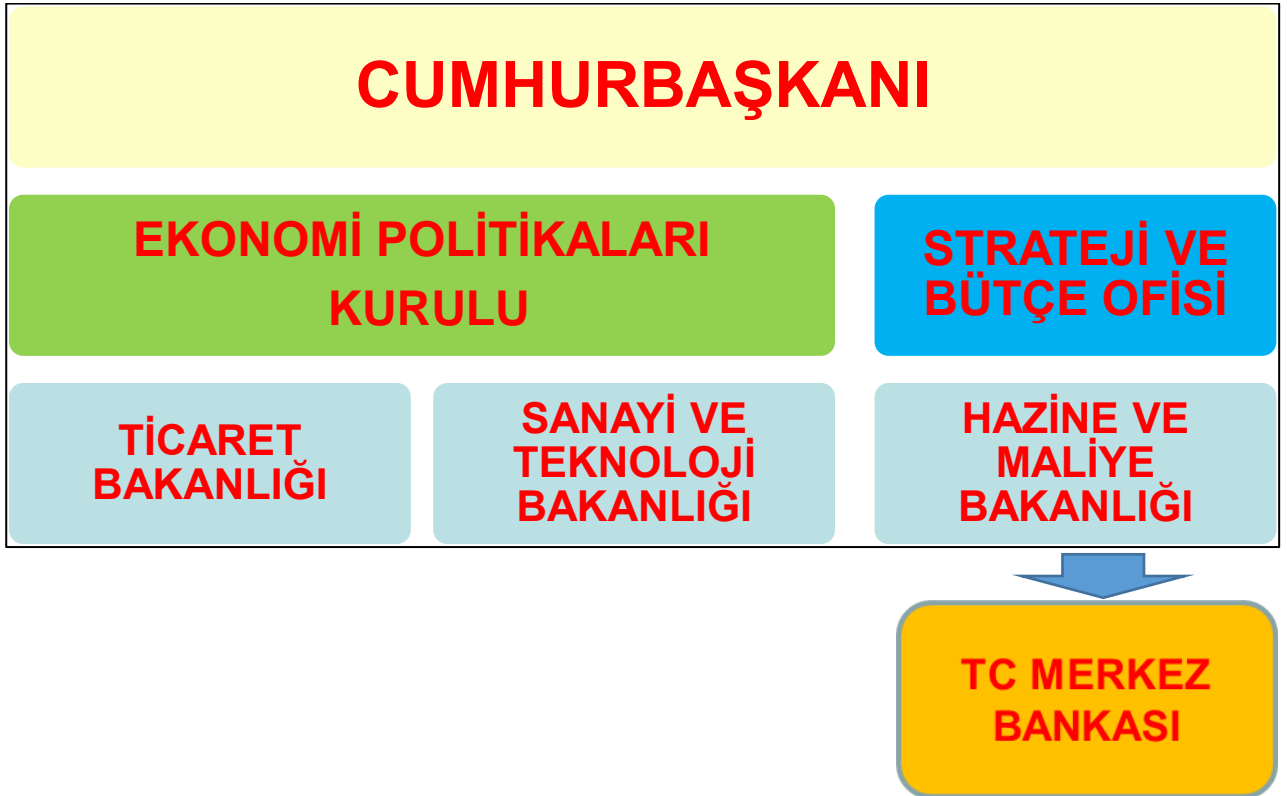 CUMHURBAŞKANI
EKONOMİ POLİTİKALARI
KURULU
STRATEJİ VE
BÜTÇE OFİSİ
TİCARET
BAKANLIĞI
SANAYİ VE
TEKNOLOJİ
BAKANLIĞI
HAZİNE VE
MALİYE
BAKANLIĞI
TC MERKEZ
BANKASI